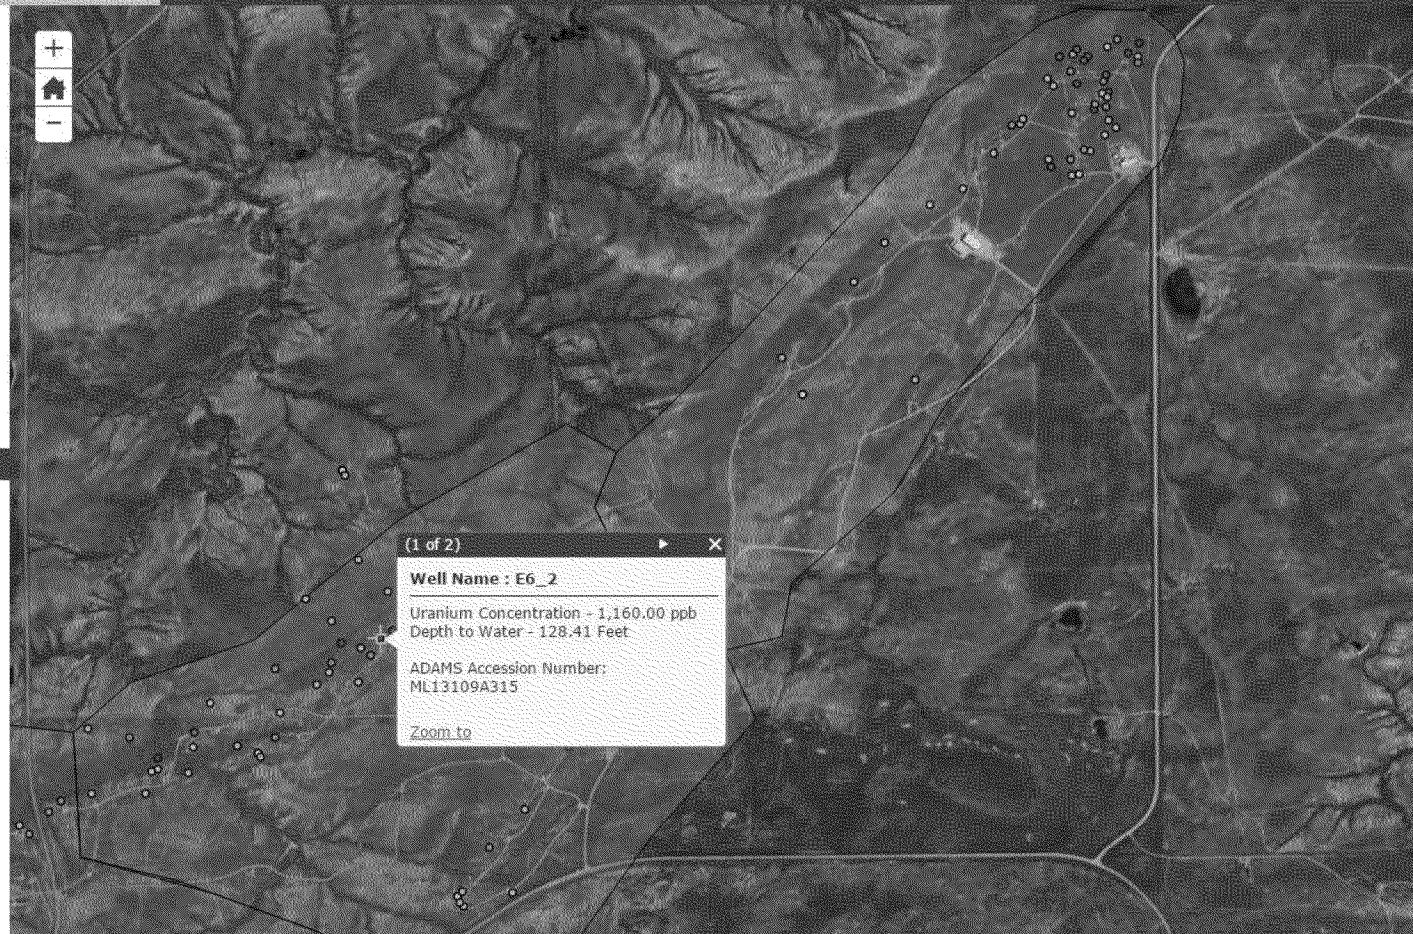 (1 of 2)
Well Name : E6_2
Uranium Concentration - 1,160.00 ppb
Depth to Water - 128.41 Feet
ADAMS Accession Number:
ML13109A315
Zoom to